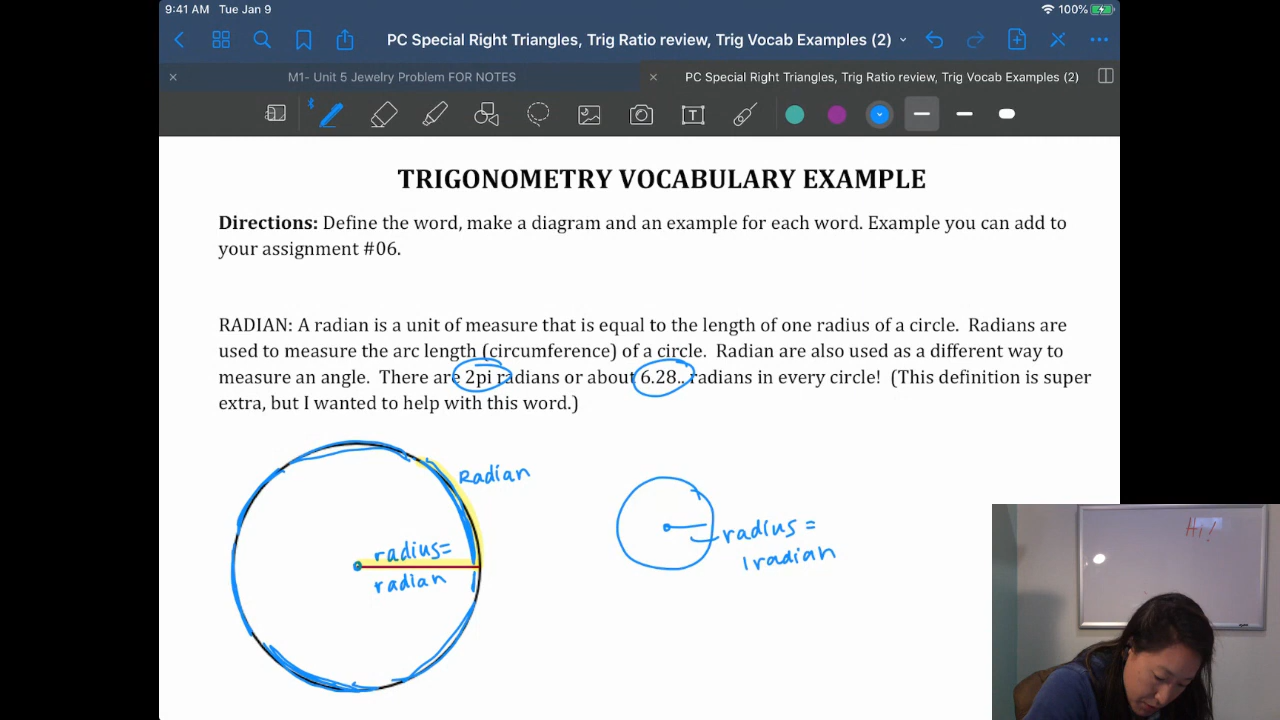 9:41 AM Tue Jan 9
100%
PC Special Right Triangles, Trig Ratio review, Trig Vocab Examples (2)
M1- Unit 5 Jewelry Problem FOR NOTES
PC Special Right Triangles, Trig Ratio review, Trig Vocab Examples (2)
T
TRIGONOMETRY VOCABULARY EXAMPLE
Directions: Define the word, make a diagram and an example for each word. Example you can add to
your assignment #06.
RADIAN: A radian is a unit of measure that is equal to the length of one radius of a circle. Radians are
used to measure the arc length (circumference) of a circle. Radian are also used as a different way to
measure an angle. There are 2pi radians or about 6.28.. radians in every circle! (This definition is super
extra, but I wanted to help with this word.)
Radian
radius=
radian
radius =
1 radian
Hi!